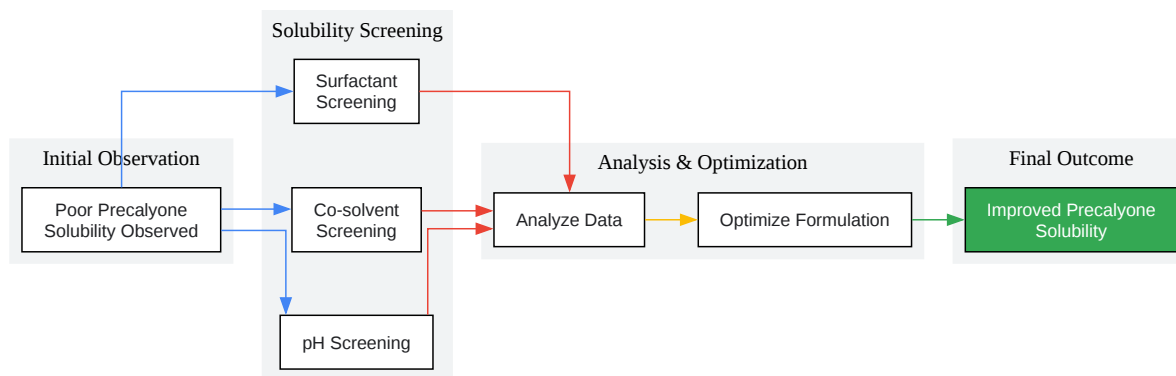 Solubility Screening
Surfactant
Screening
Initial Observation
Poor Precalyone
Solubility Observed
Co-solvent
Screening
pH Screening
Analysis & Optimization
Analyze Data
Optimize Formulation
Final Outcome
Improved Precalyone
Solubility